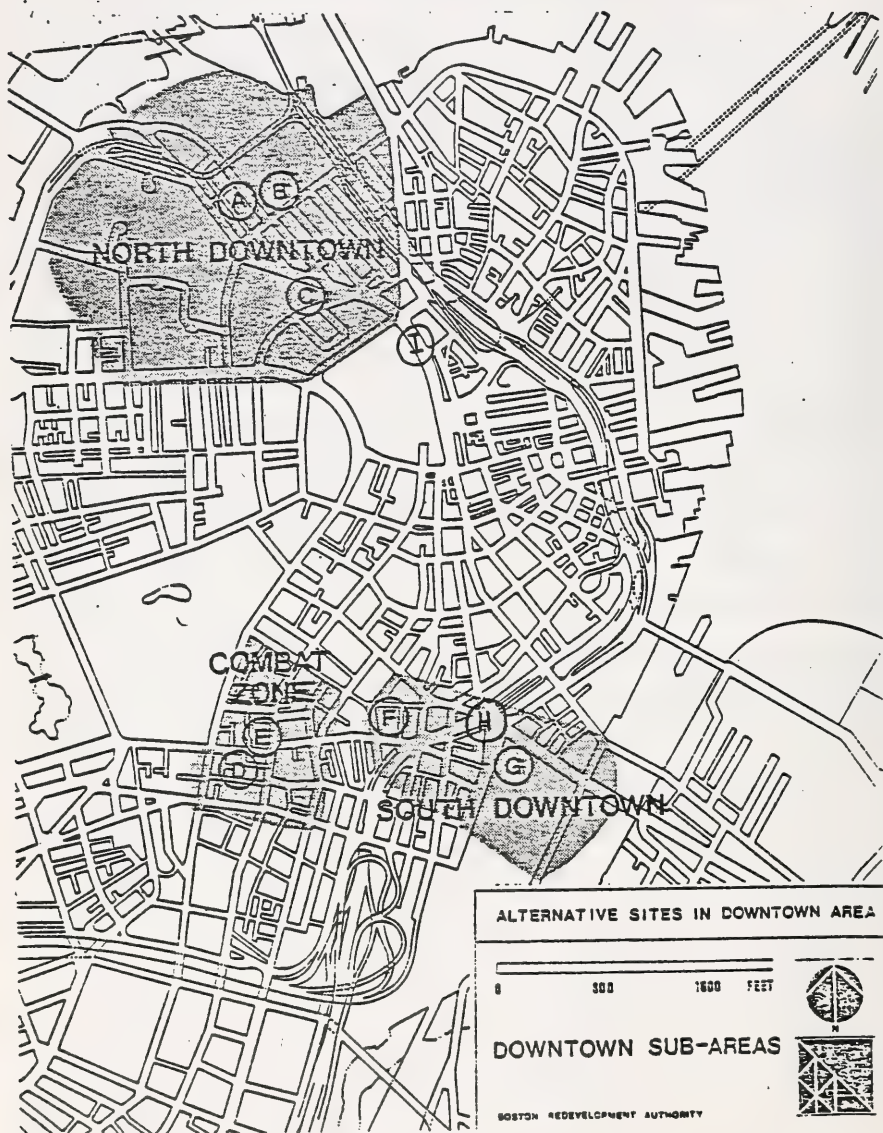 A B
NORTH DOWNTOWN
C
I
COMBAT
ZONE
F H
E
D G
SOUTH DOWNTOWN
ALTERNATIVE SITES IN DOWNTOWN AREA
0 1600 FEET
N
DOWNTOWN SUB-AREAS
BOSTON REDEVELOPMENT AUTHORITY